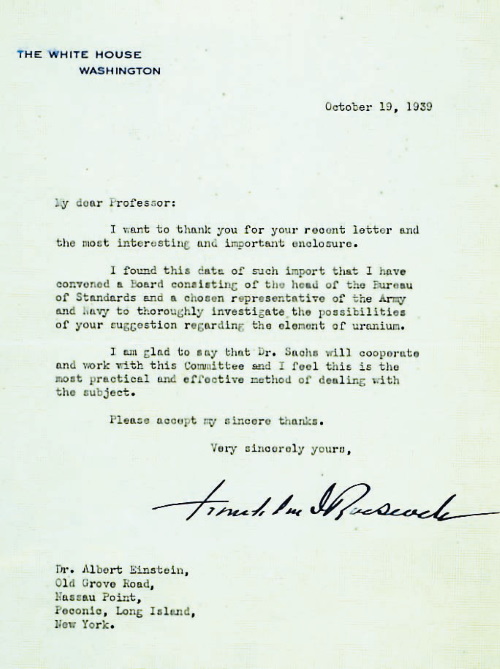 THE WHITE HOUSE
WASHINGTON
October 19, 1939
My dear Professor:
I want to thank you for your recent letter and
the most interesting and important enclosure.
I found this data of such import that I have
convened a Board consisting of the head of the Bureau
of Standards and a chosen representative of the Army
and Navy to thoroughly investigate the possibilities
of your suggestion regarding the element of uranium.
I am glad to say that Dr. Sachs will cooperate
and work with this Committee and I feel this is the
most practical and effective method of dealing with
the subject.
Please accept my sincere thanks.
Very sincerely yours,
Franklin D Roosevelt
Dr. Albert Einstein,
Old Grove Road,
Nassau Point,
Peconic, Long Island,
New York.